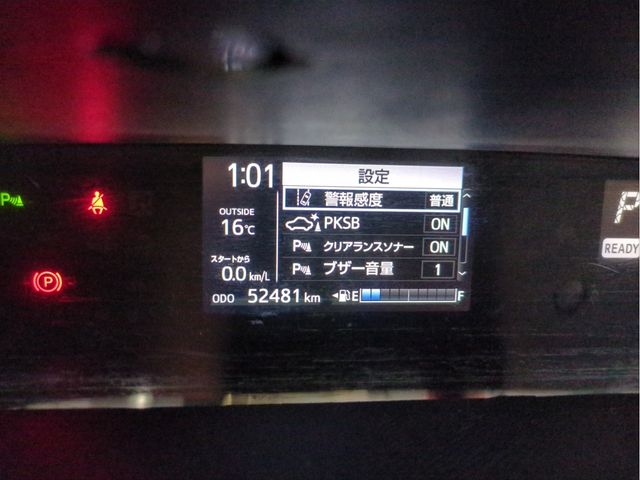 1:01
設定
警報感度 普通
OUTSIDE
16℃
PKSB ON
クリアランスソナー ON
スタートから
0.0 km/L
ブザー音量 1
ODO 52481 km
E F
P
READY
P
(P)